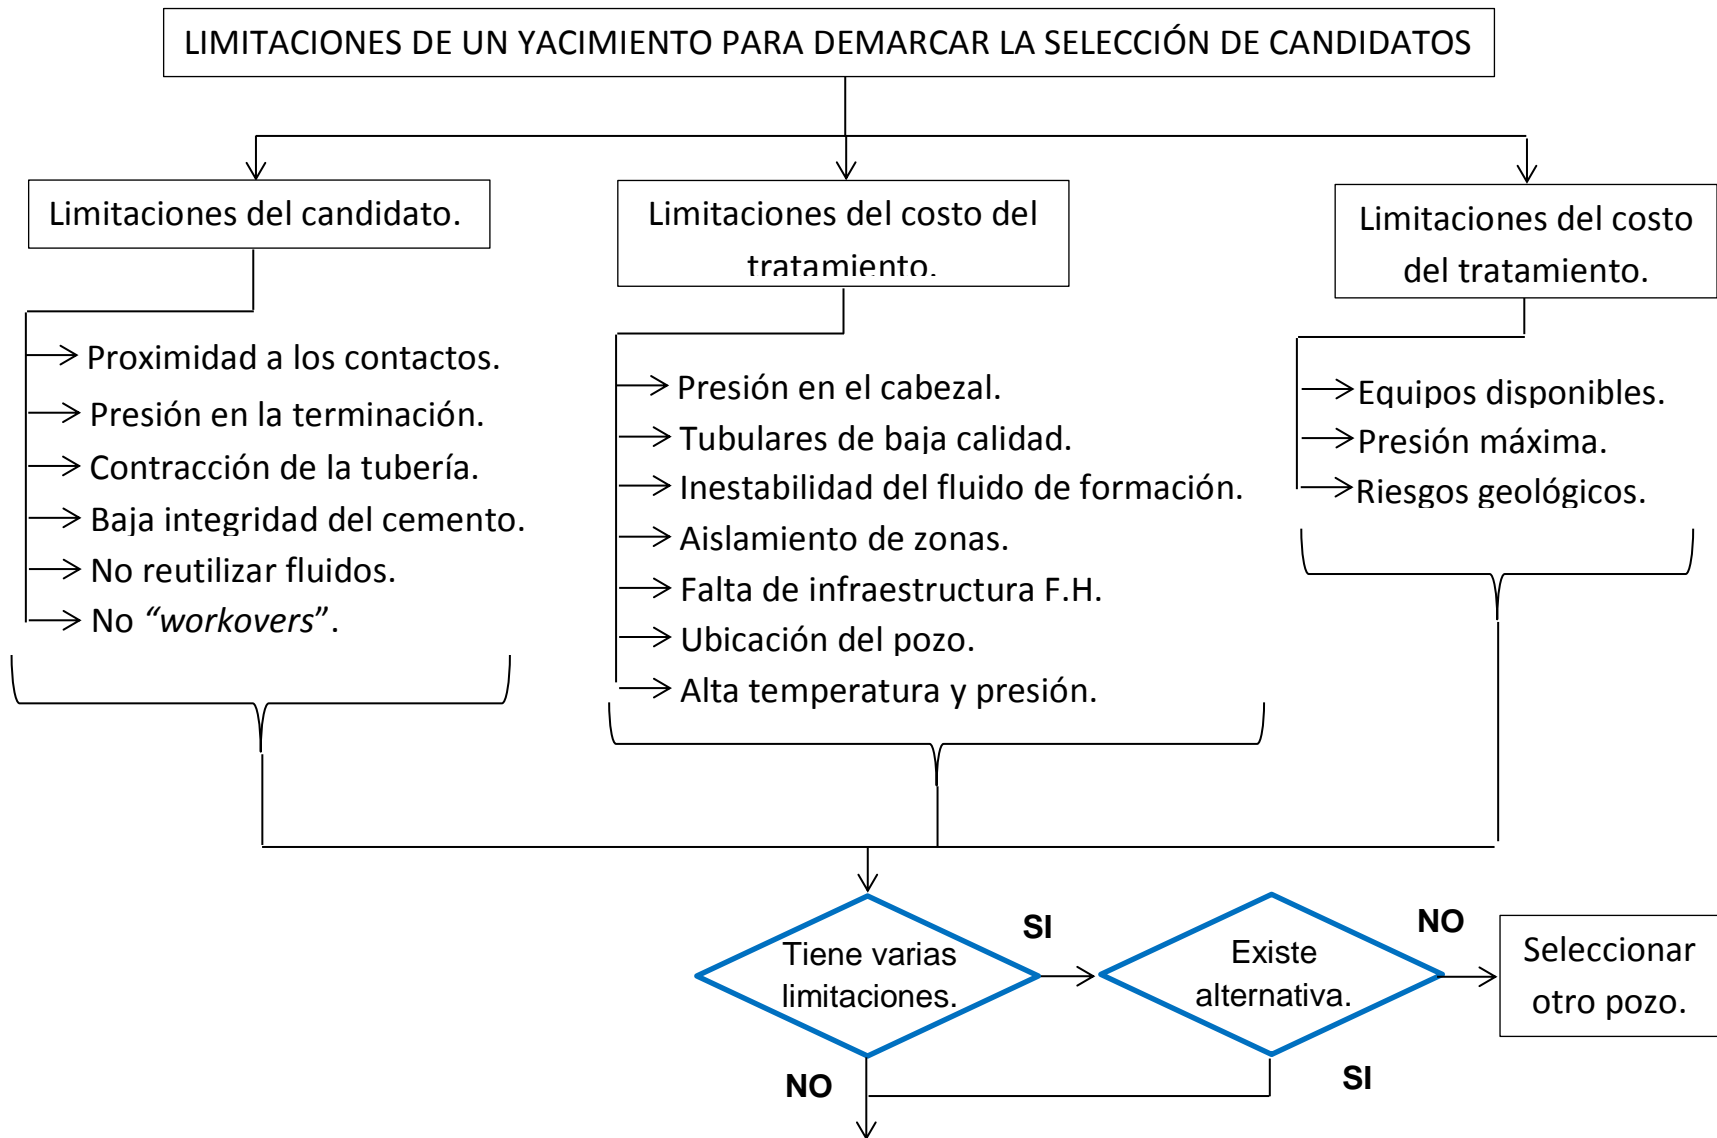 LIMITACIONES DE UN YACIMIENTO PARA DEMARCAR LA SELECCIÓN DE CANDIDATOS
Limitaciones del candidato.
Proximidad a los contactos.
Presión en la terminación.
Contracción de la tubería.
Baja integridad del cemento.
No reutilizar fluidos.
No “workovers”.
Limitaciones del costo del
tratamiento.
Presión en el cabezal.
Tubulares de baja calidad.
Inestabilidad del fluido de formación.
Aislamiento de zonas.
Falta de infraestructura F.H.
Ubicación del pozo.
Alta temperatura y presión.
Limitaciones del costo
del tratamiento.
Equipos disponibles.
Presión máxima.
Riesgos geológicos.
Tiene varias
limitaciones.
SI
Existe
alternativa.
NO
Seleccionar
otro pozo.
NO
SI